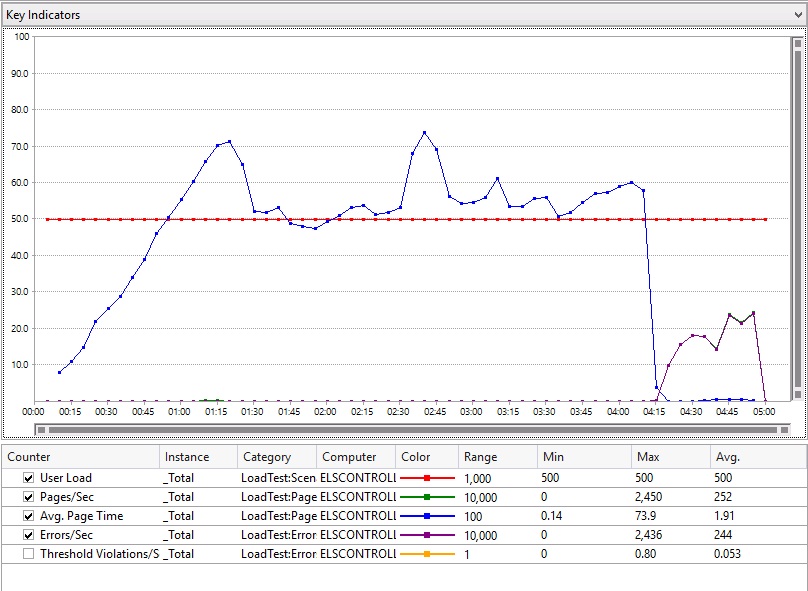 Key Indicators
100
90.0
80.0
70.0
60.0
50.0
40.0
30.0
20.0
10.0
00:00 00:15 00:30 00:45 01:00 01:15 01:30 01:45 02:00 02:15 02:30 02:45 03:00 03:15 03:30 03:45 04:00 04:15 04:30 04:45 05:00
Counter Instance Category Computer Color Range Min Max Avg.
User Load _Total LoadTest:Scen ELSCONTROLL 1,000 500 500 500
Pages/Sec _Total LoadTest:Page ELSCONTROLL 10,000 0 2,450 252
Avg. Page Time _Total LoadTest:Page ELSCONTROLL 100 0.14 73.9 1.91
Errors/Sec _Total LoadTest:Error ELSCONTROLL 10,000 0 2,436 244
Threshold Violations/S _Total LoadTest:Error ELSCONTROLL 1 0 0.80 0.053